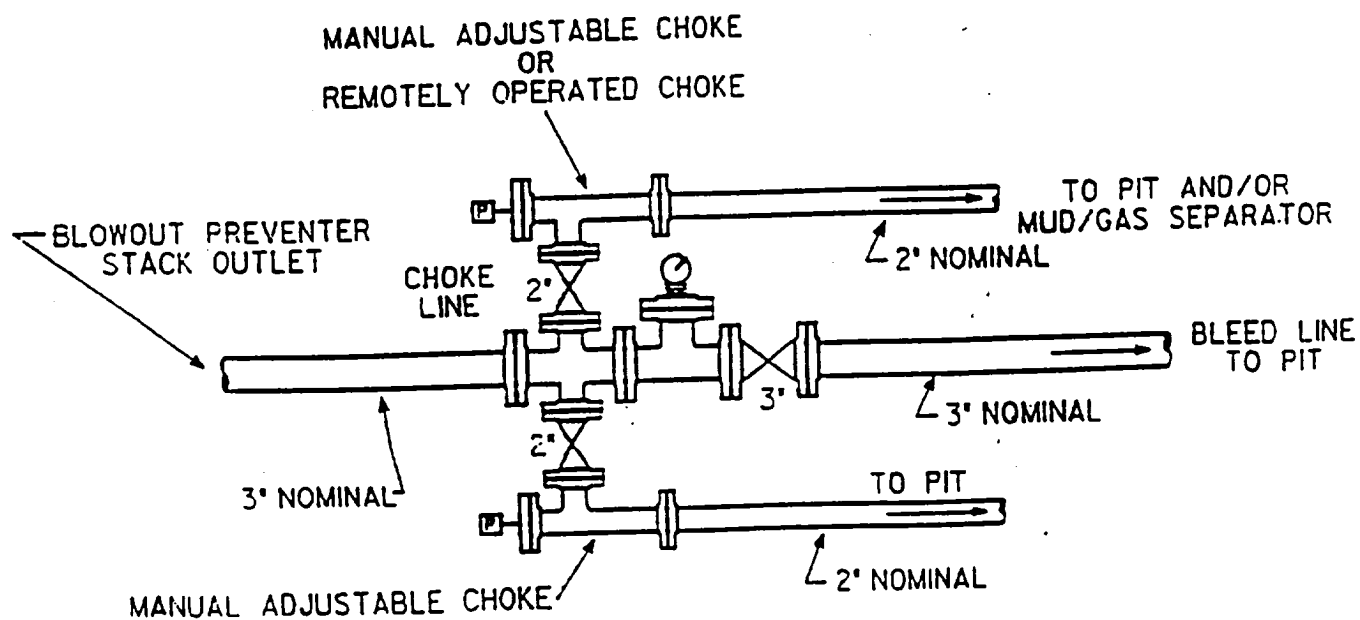 MANUAL ADJUSTABLE CHOKE
OR
REMOTELY OPERATED CHOKE
P
TO PIT AND/OR
MUD/GAS SEPARATOR
2" NOMINAL
BLOWOUT PREVENTER
STACK OUTLET
CHOKE
LINE
2"
BLEED LINE
TO PIT
3"
3" NOMINAL
2"
3" NOMINAL
TO PIT
P
2" NOMINAL
MANUAL ADJUSTABLE CHOKE